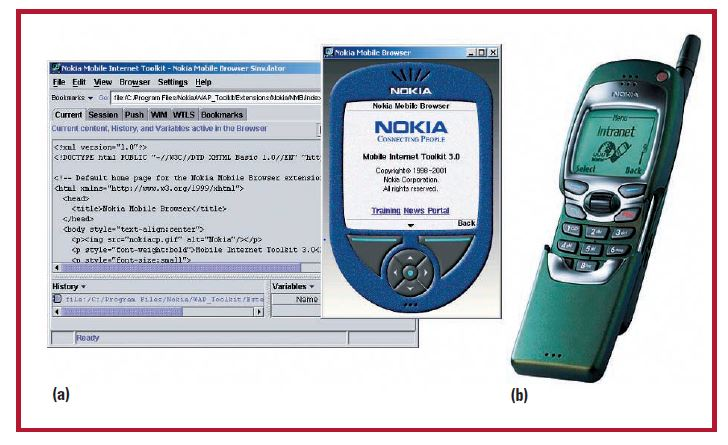 Nokia Mobile Internet Toolkit - Nokia Mobile Browser Simulator
File Edit View Browser Settings Help
Bookmarks Go file:/C:/Program Files/Nokia/WAP_Toolkit/Extensions/Nokia/NMB/index
Current Session Push WIM WTLS Bookmarks
Current content, History, and Variables active in the Browser
<?xml version="1.0"?>
<!DOCTYPE html PUBLIC "-//W3C//DTD XHTML Basic 1.0//EN" "htt
<!-- Default home page for the Nokia Mobile Browser extensio
<html xmlns="http://www.w3.org/1999/xhtml">
<head>
<title>Nokia Mobile Browser</title>
</head>
<body style="text-align:center">
<p><img src="nokiacp.gif" alt="Nokia"/></p>
<p style="font-weight:bold">Mobile Internet Toolkit 3.0<
<p style="font-size:small">
History
Variables
file:/C:/Program Files/Nokia/WAP_Toolkit/Exte
Name
Ready
Nokia Mobile Browser
NOKIA
Nokia Mobile Browser
NOKIA
CONNECTING PEOPLE
Mobile Internet Toolkit 3.0
Copyright© 1998-2001
Nokia Corporation.
All rights reserved.
Training News Portal
Back
NOKIA
Menu
Intranet
Select Back
(a)
(b)